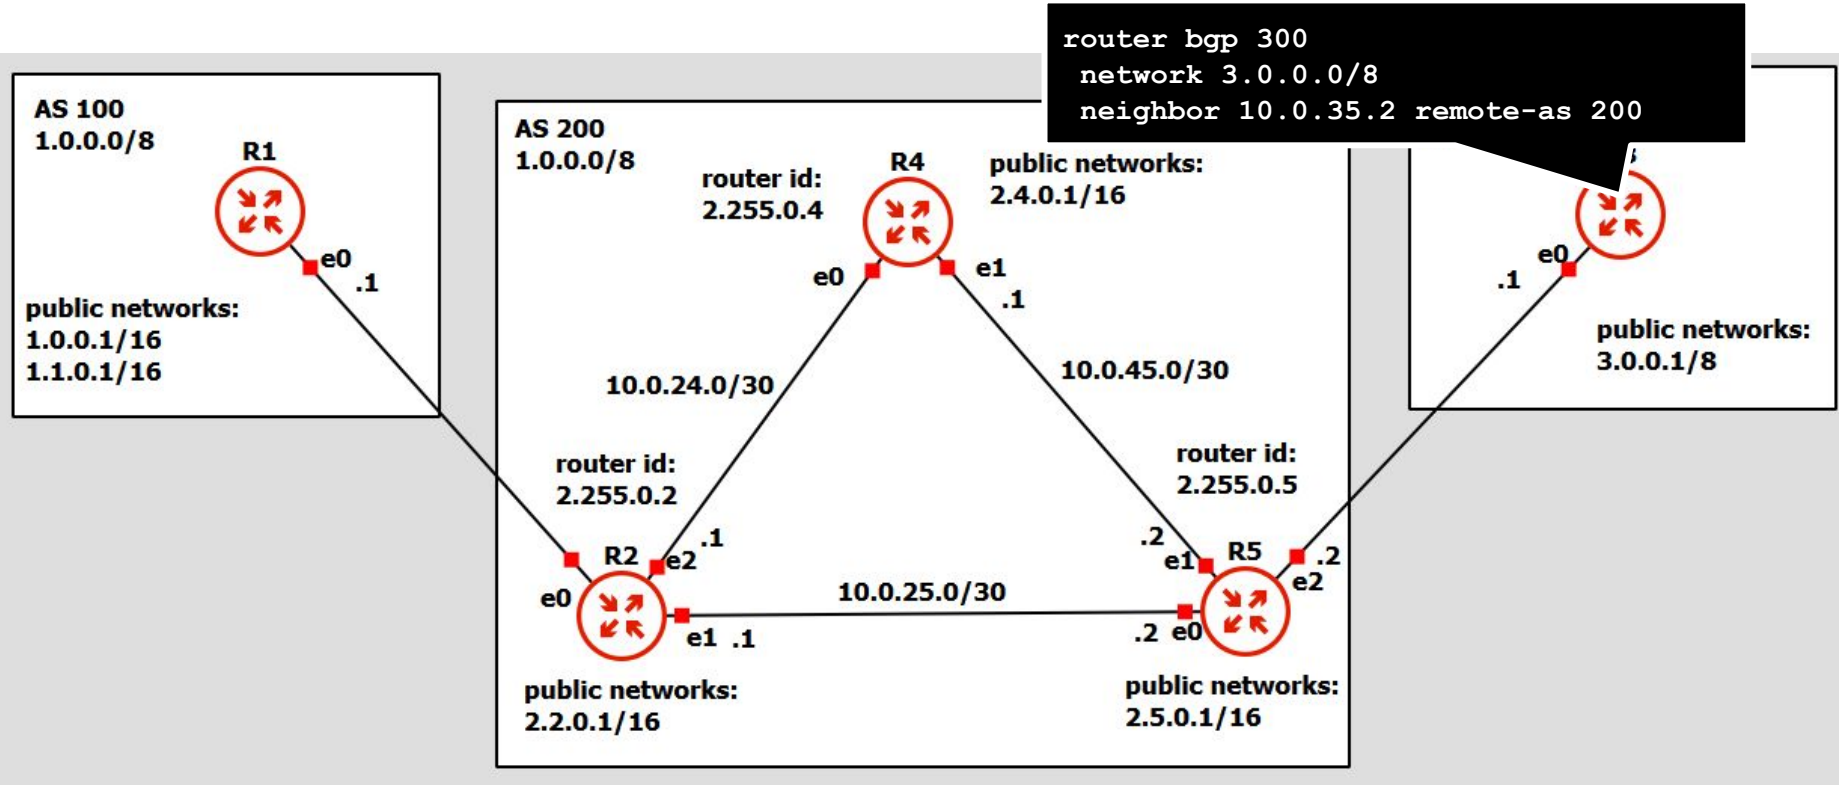 router bgp 300
network 3.0.0.0/8
neighbor 10.0.35.2 remote-as 200
AS 100
1.0.0.0/8
R1
e0
.1
public networks:
1.0.0.1/16
1.1.0.1/16
AS 200
1.0.0.0/8
router id:
2.255.0.4
R4
public networks:
2.4.0.1/16
e0
e1
.1
10.0.24.0/30
10.0.45.0/30
router id:
2.255.0.2
router id:
2.255.0.5
R2
e2
.1
e0
e1 .1
10.0.25.0/30
.2
e1
R5
.2
e2
.2 e0
public networks:
2.2.0.1/16
public networks:
2.5.0.1/16
e0
.1
public networks:
3.0.0.1/8